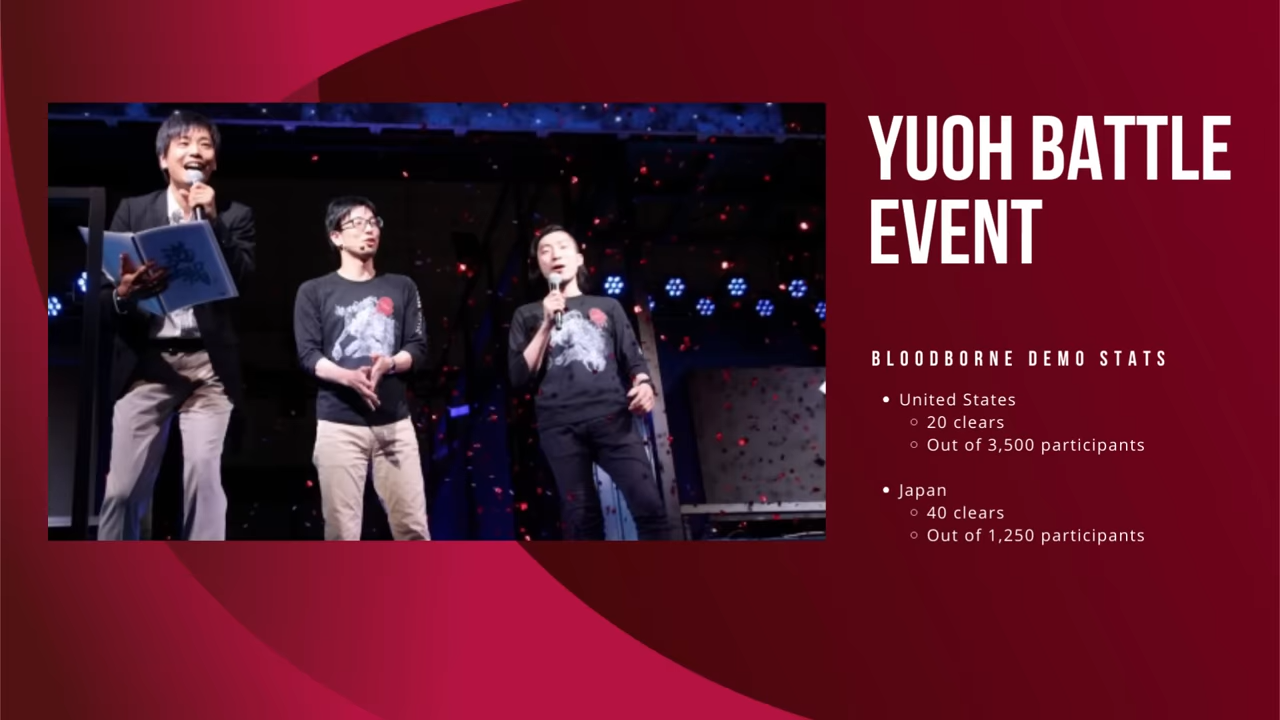 YUOH BATTLE
EVENT
BLOODBORNE DEMO STATS
United States
20 clears
Out of 3,500 participants
Japan
40 clears
Out of 1,250 participants